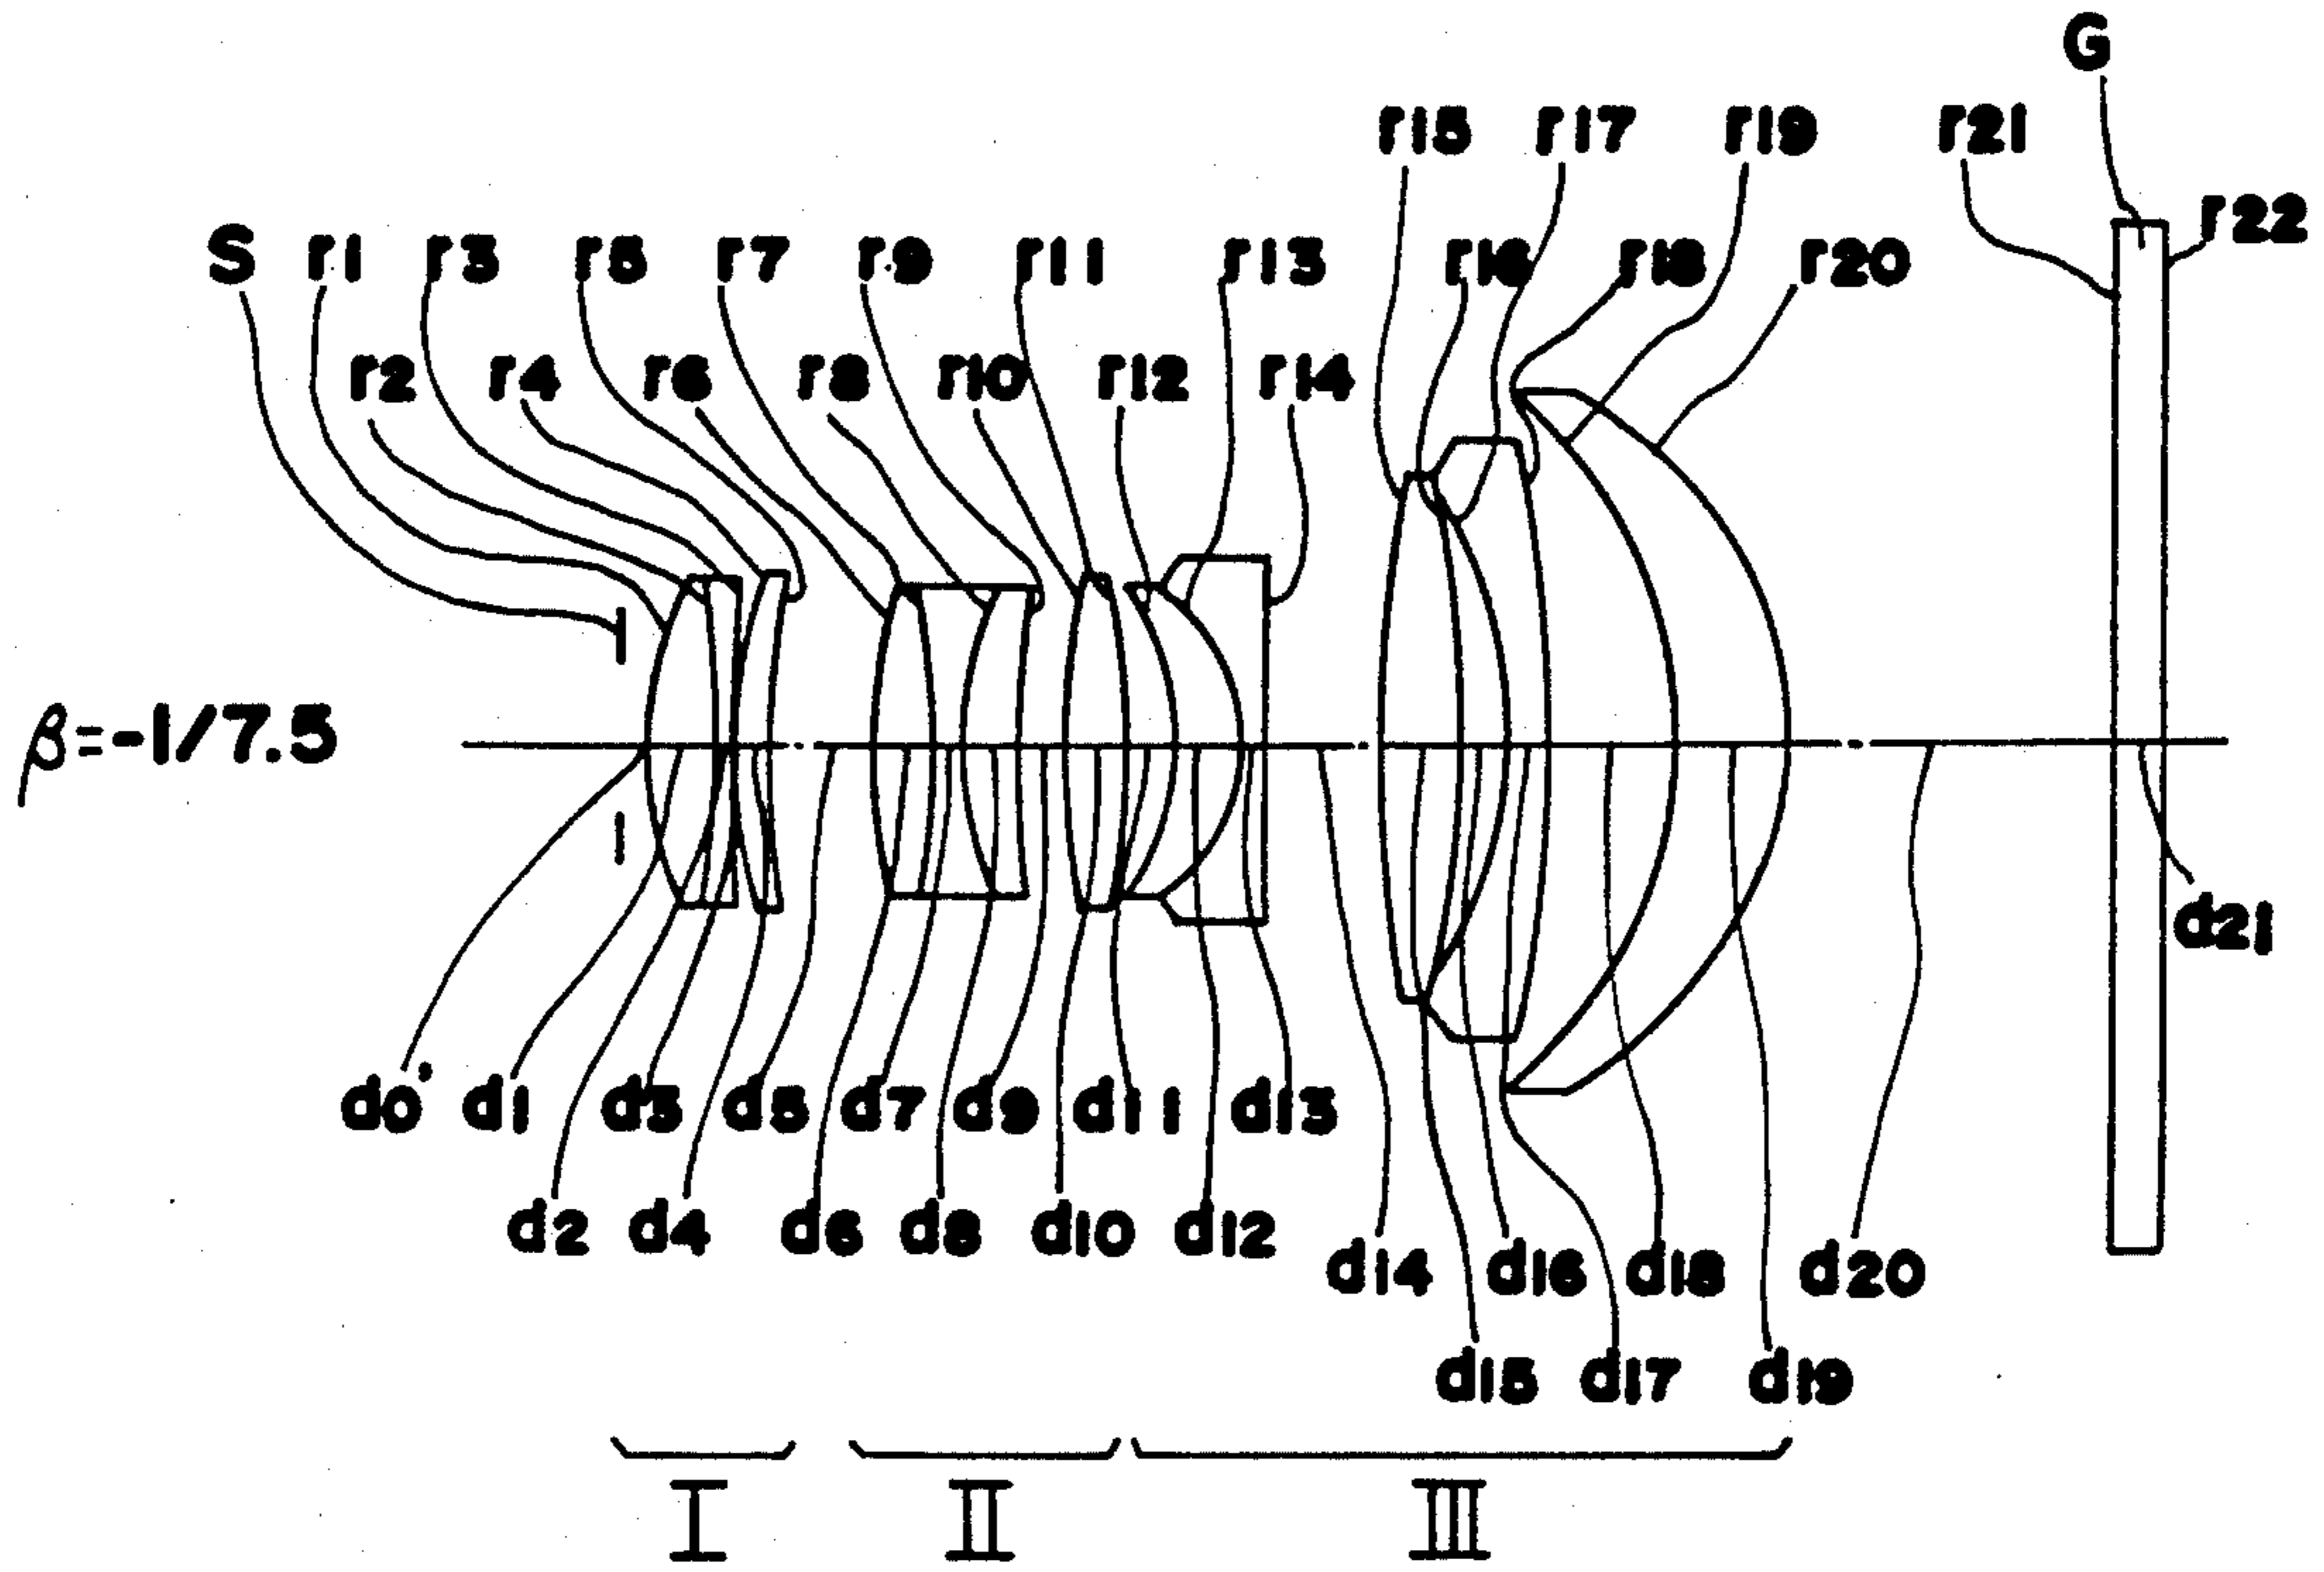 G
r15 r17 r19 r21
r22
S r1 r3 r5 r7 r9 r11 r13 r16 r18 r20
r2 r4 r6 r8 r10 r12 r14
β=-1/7.5
d21
d0' d1 d3 d5 d7 d9 d11 d13
d2 d4 d6 d8 d10 d12
d14 d16 d18 d20
d15 d17 d19
I II III